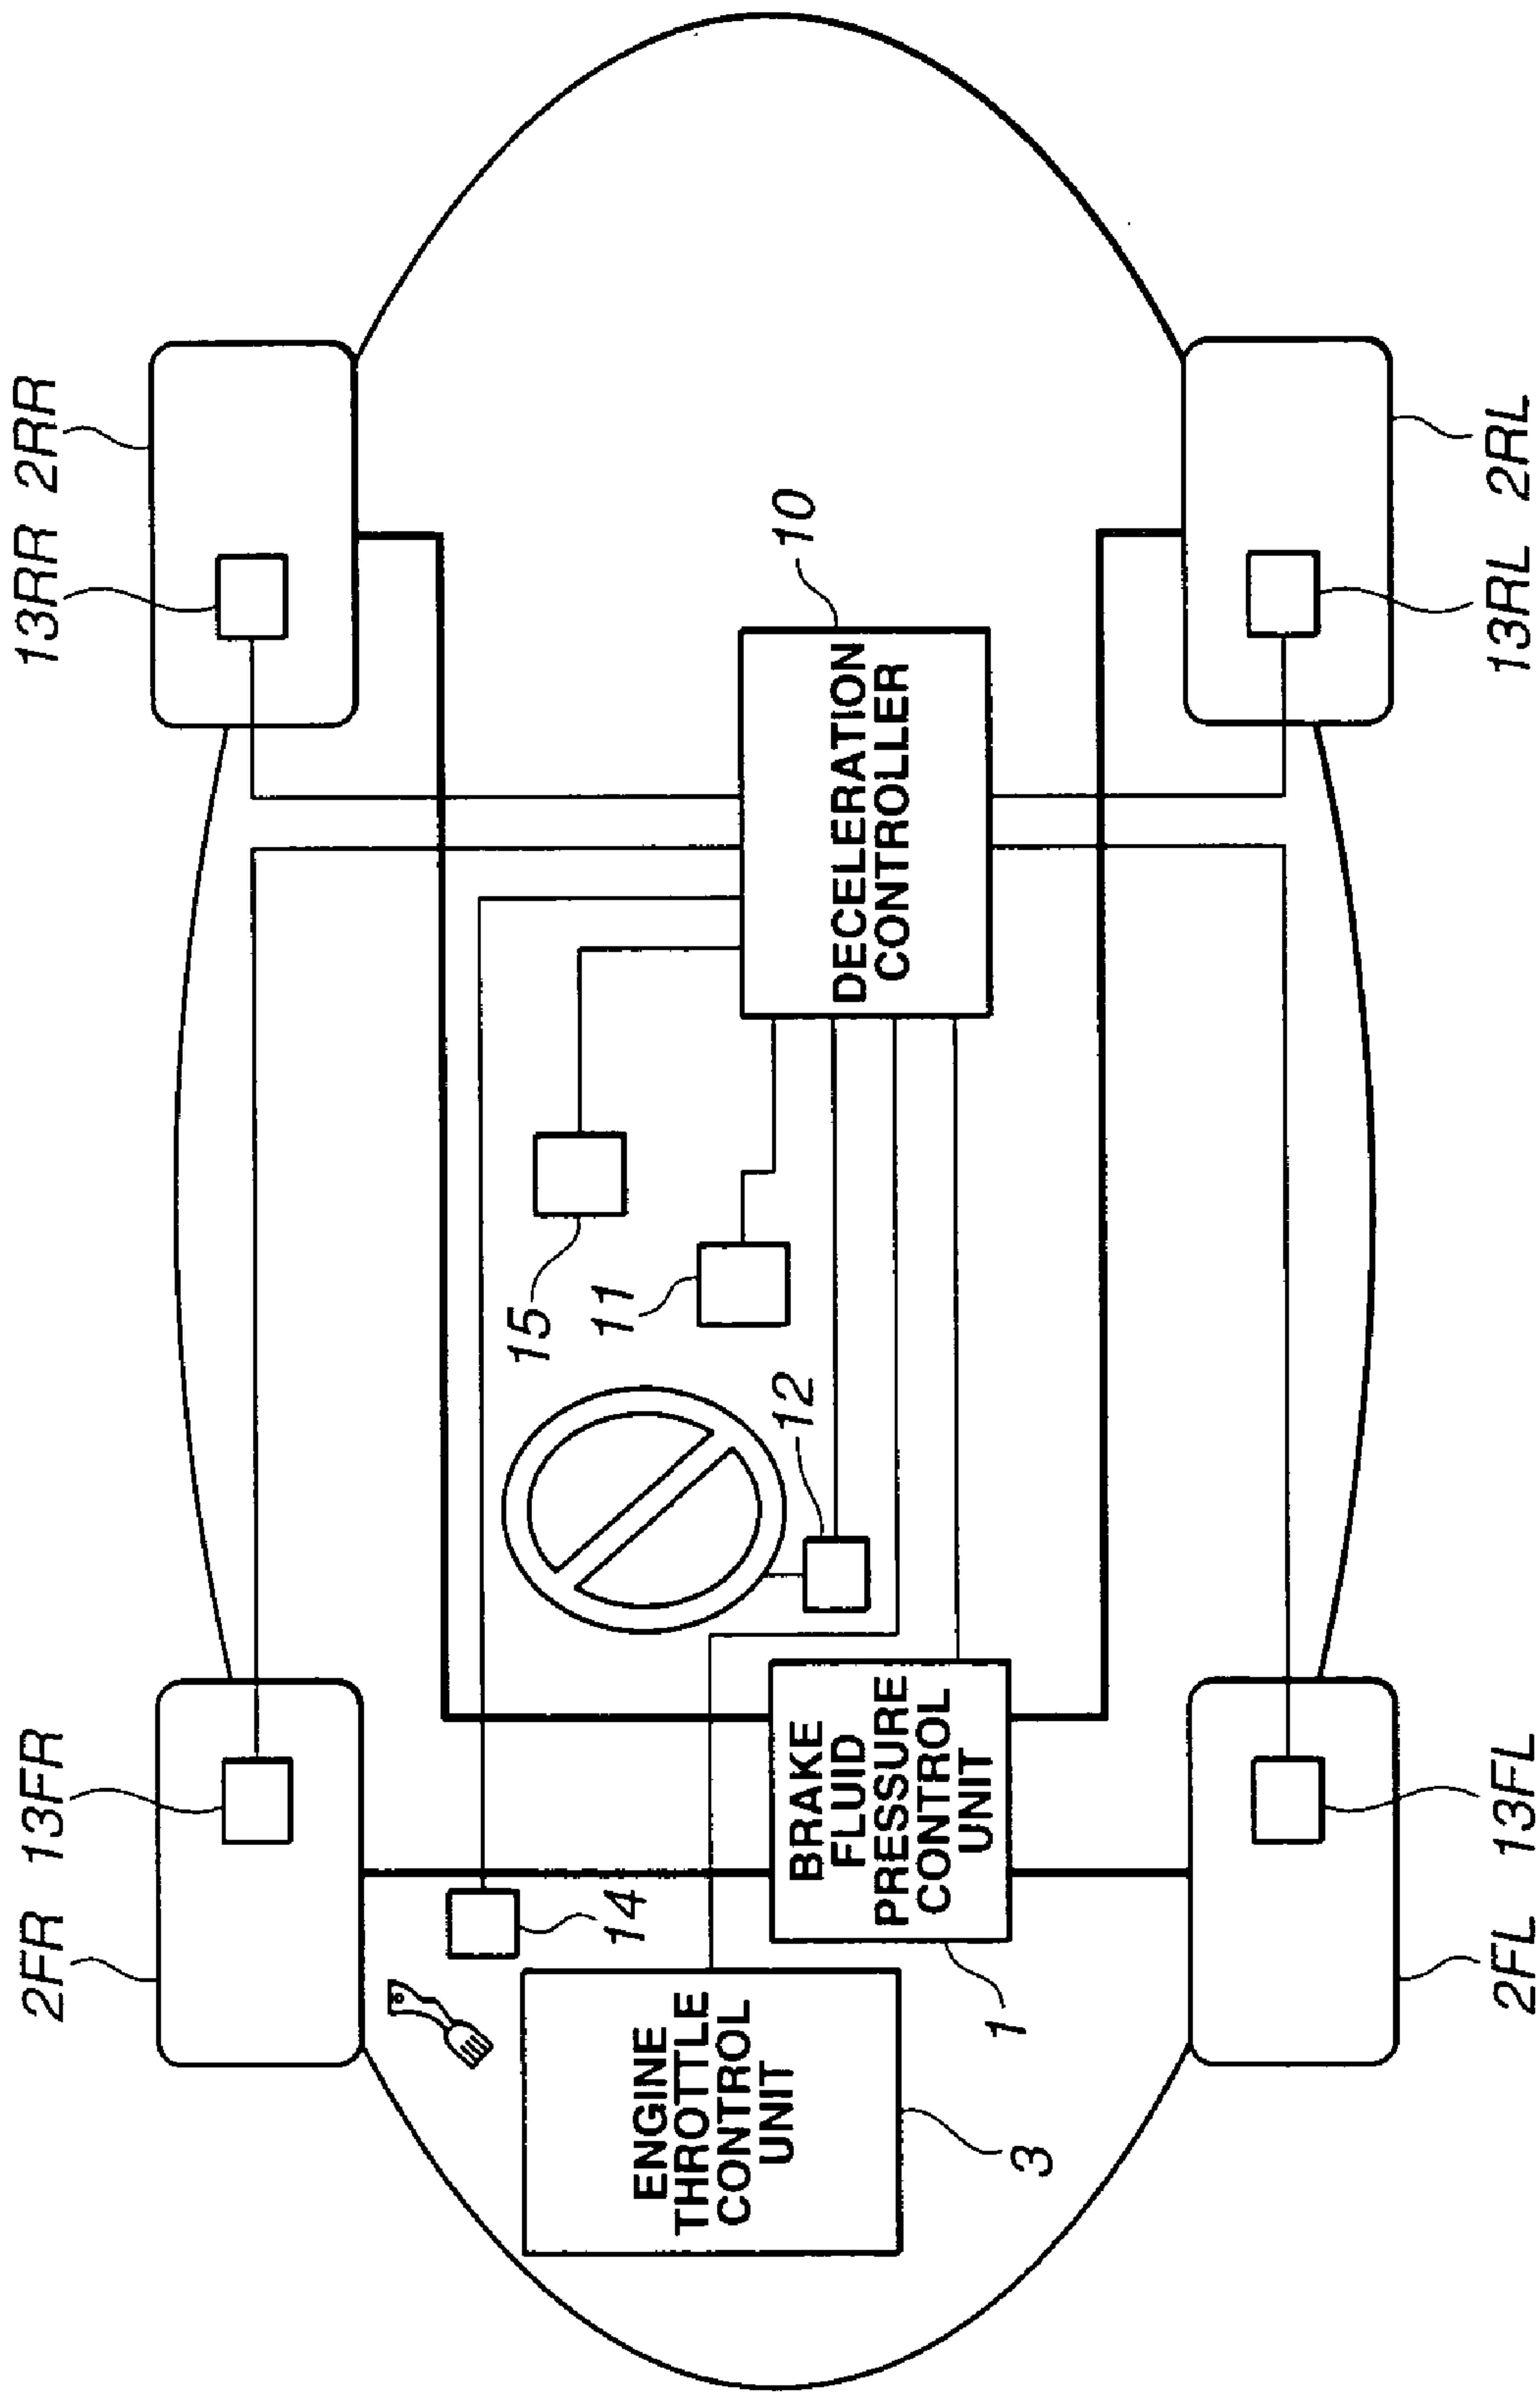 2FR 13FR
13RR 2RR
14
15
11
12
10
ENGINE
THROTTLE
CONTROL
UNIT
3
BRAKE
FLUID
PRESSURE
CONTROL
UNIT
1
DECELERATION
CONTROLLER
2FL 13FL
13RL 2RL